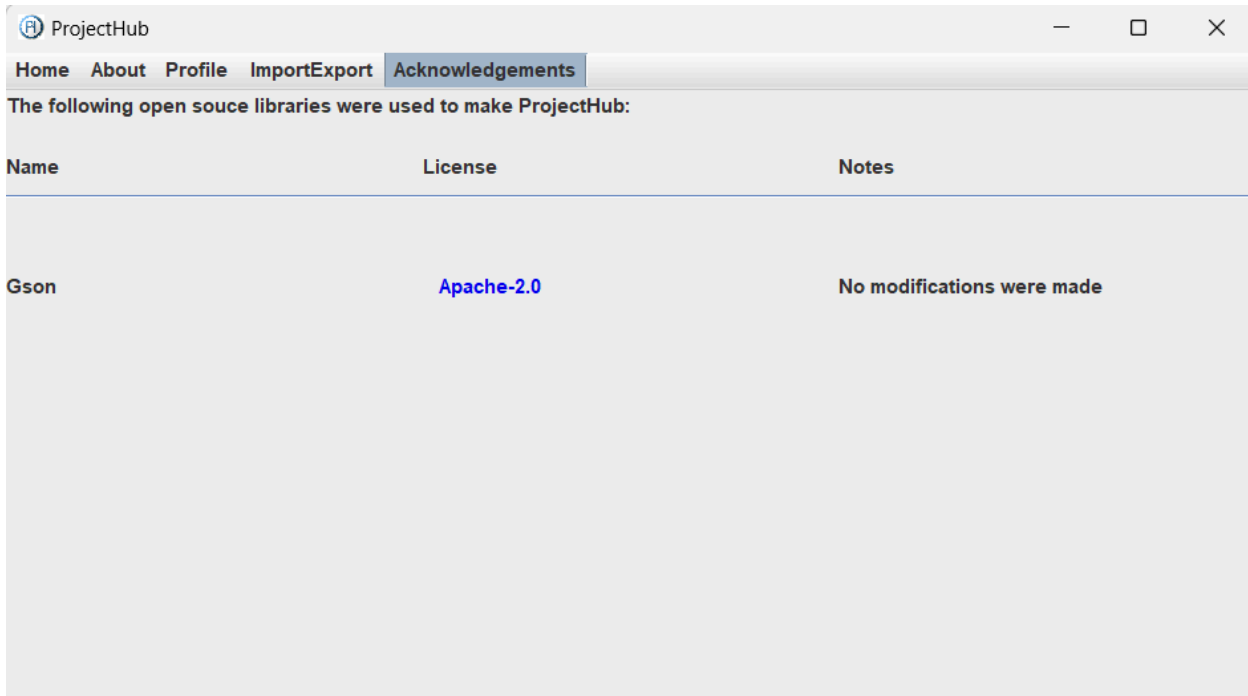 ProjectHub
Home About Profile ImportExport Acknowledgements
The following open souce libraries were used to make ProjectHub:
Name License Notes
Gson Apache-2.0 No modifications were made